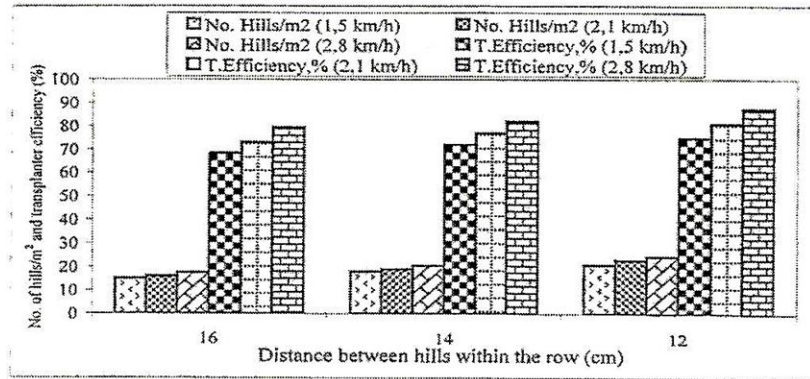 No. Hills/m2 (1,5 km/h) No. Hills/m2 (2,1 km/h)
No. Hills/m2 (2,8 km/h) T.Efficiency,% (1,5 km/h)
T.Efficiency,% (2,1 km/h) T.Efficiency,% (2,8 km/h)
No. of hills/m² and transplanter efficiency (%)
100
90
80
70
60
50
40
30
20
10
0
16 14 12
Distance between hills within the row (cm)